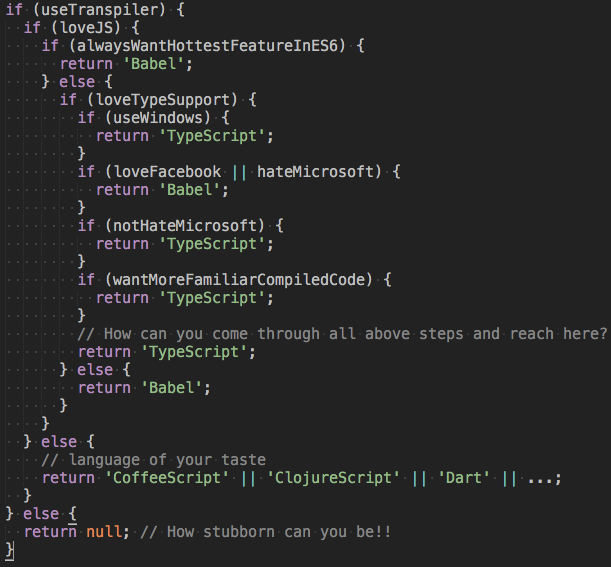 if (useTranspiler) {
  if (loveJS) {
    if (alwaysWantHottestFeatureInES6) {
      return 'Babel';
    } else {
      if (loveTypeSupport) {
        if (useWindows) {
          return 'TypeScript';
        }
        if (loveFacebook || hateMicrosoft) {
          return 'Babel';
        }
        if (notHateMicrosoft) {
          return 'TypeScript';
        }
        if (wantMoreFamiliarCompiledCode) {
          return 'TypeScript';
        }
        // How can you come through all above steps and reach here?
        return 'TypeScript';
      } else {
        return 'Babel';
      }
    }
  } else {
    // language of your taste
    return 'CoffeeScript' || 'ClojureScript' || 'Dart' || ...;
  }
} else {
  return null; // How stubborn can you be!!
}